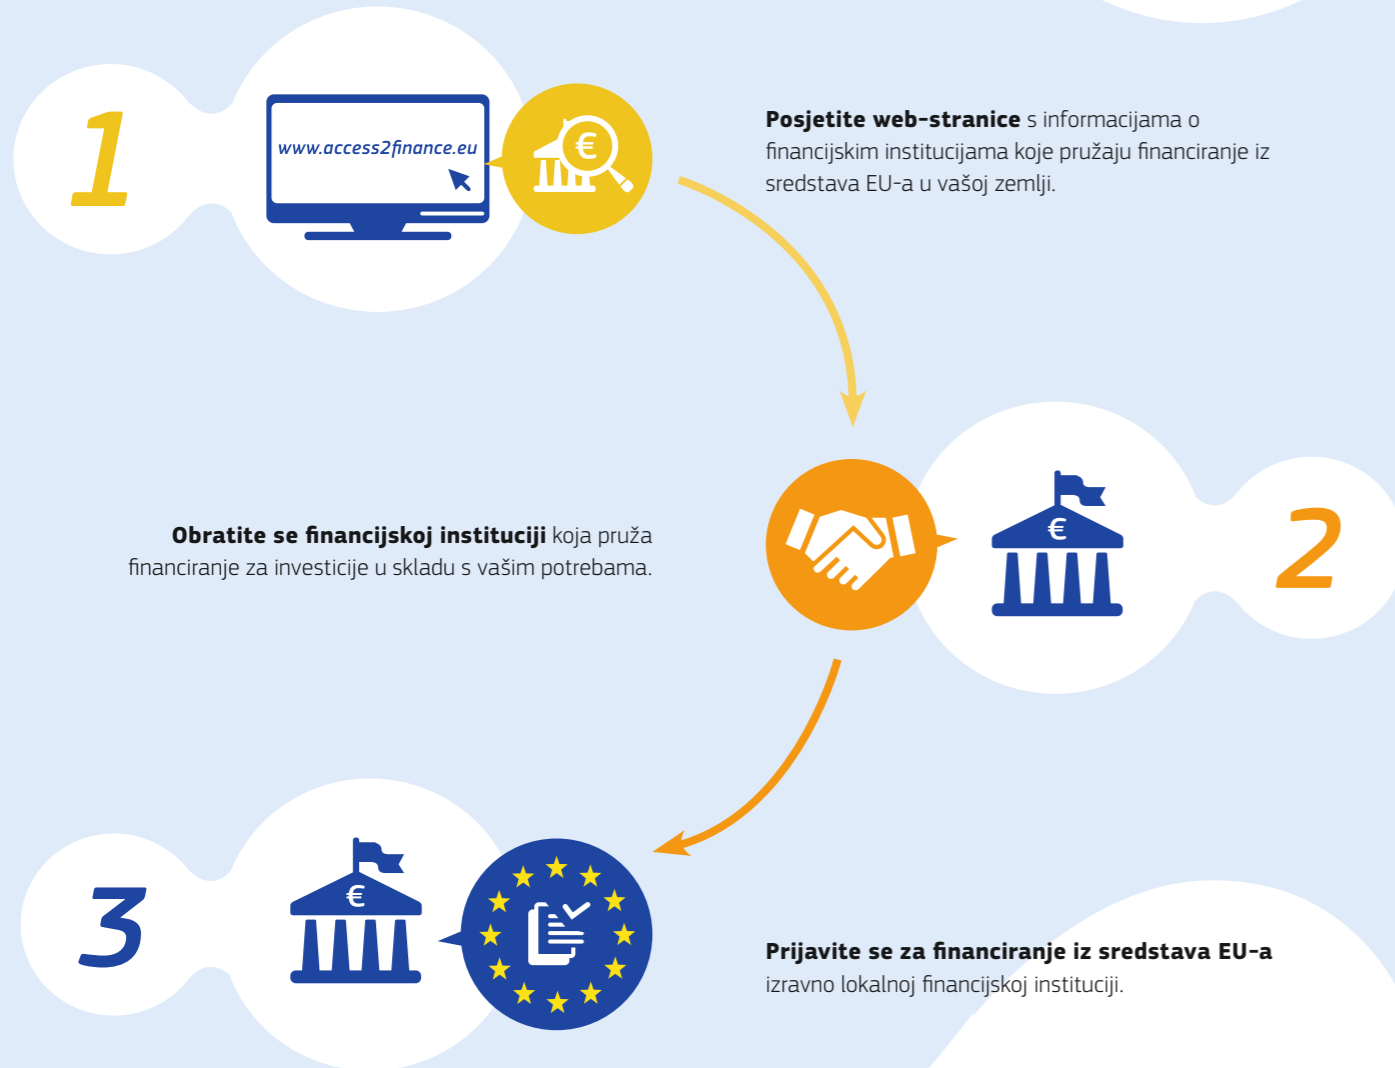 1
www.access2finance.eu
€
Posjetite web-stranice s informacijama o
financijskim institucijama koje pružaju financiranje iz
sredstava EU-a u vašoj zemlji.
Obratite se financijskoj instituciji koja pruža
financiranje za investicije u skladu s vašim potrebama.
€
2
3
€
Prijavite se za financiranje iz sredstava EU-a
izravno lokalnoj financijskoj instituciji.